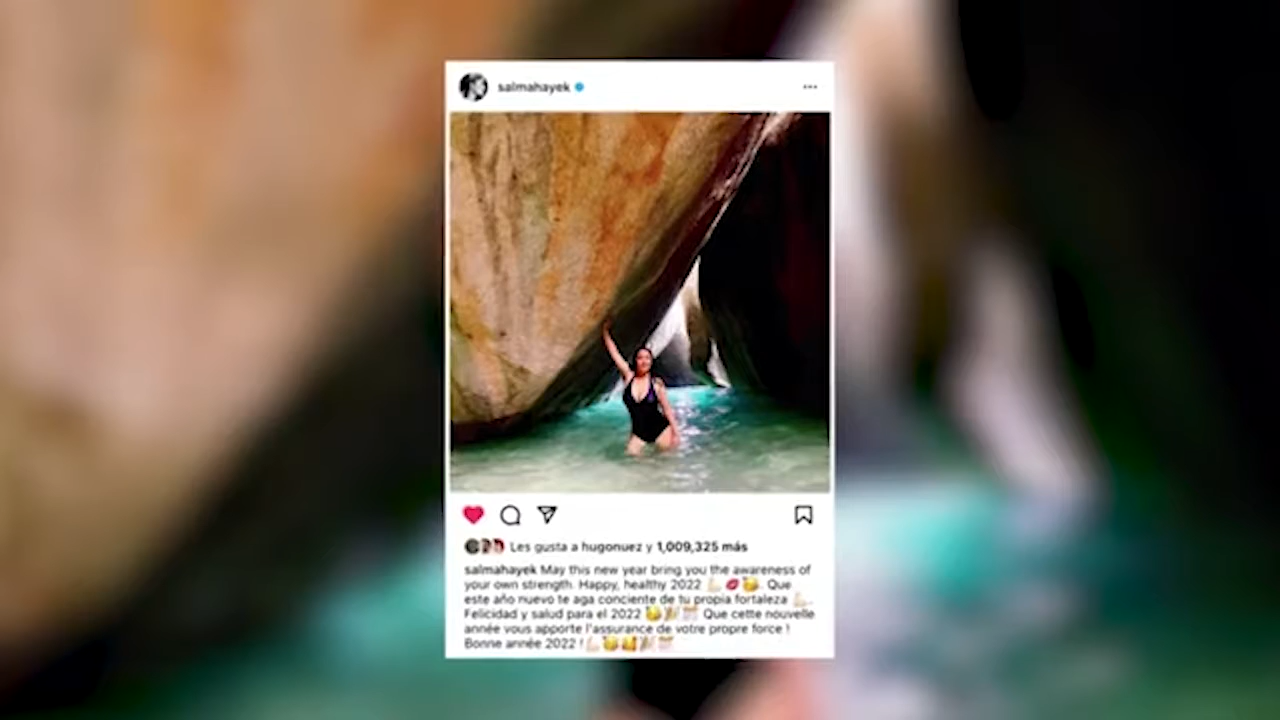 salmahayek
Les gusta a hugonuez y 1,009,325 más
salmahayek May this new year bring you the awareness of
your own strength. Happy, healthy 2022 💪🏻💋🥳. Que
este año nuevo te aga conciente de tu propia fortaleza 💪🏻.
Felicidad y salud para el 2022 🥳🎉🎊 Que cette nouvelle
année vous apporte l'assurance de votre propre force !
Bonne année 2022 !💪🏻🥳🥰🎉🎊